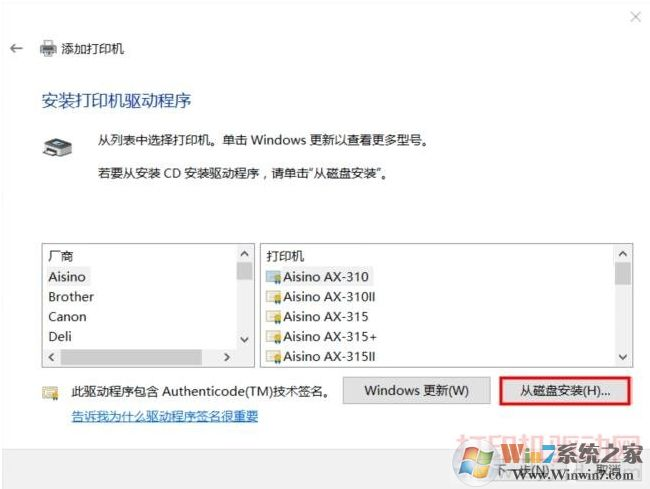 添加打印机
安装打印机驱动程序
从列表中选择打印机。单击 Windows 更新以查看更多型号。
若要从安装 CD 安装驱动程序，请单击“从磁盘安装”。
厂商
Aisino
Brother
Canon
Deli
打印机
Aisino AX-310
Aisino AX-310II
Aisino AX-315
Aisino AX-315+
Aisino AX-315II
此驱动程序包含 Authenticode(TM)技术签名。
Windows 更新(W)
从磁盘安装(H)...
告诉我为什么驱动程序签名很重要
打印机驱动网
Win7系统之家
下一步(N)
取消
Www.Winwin7.com